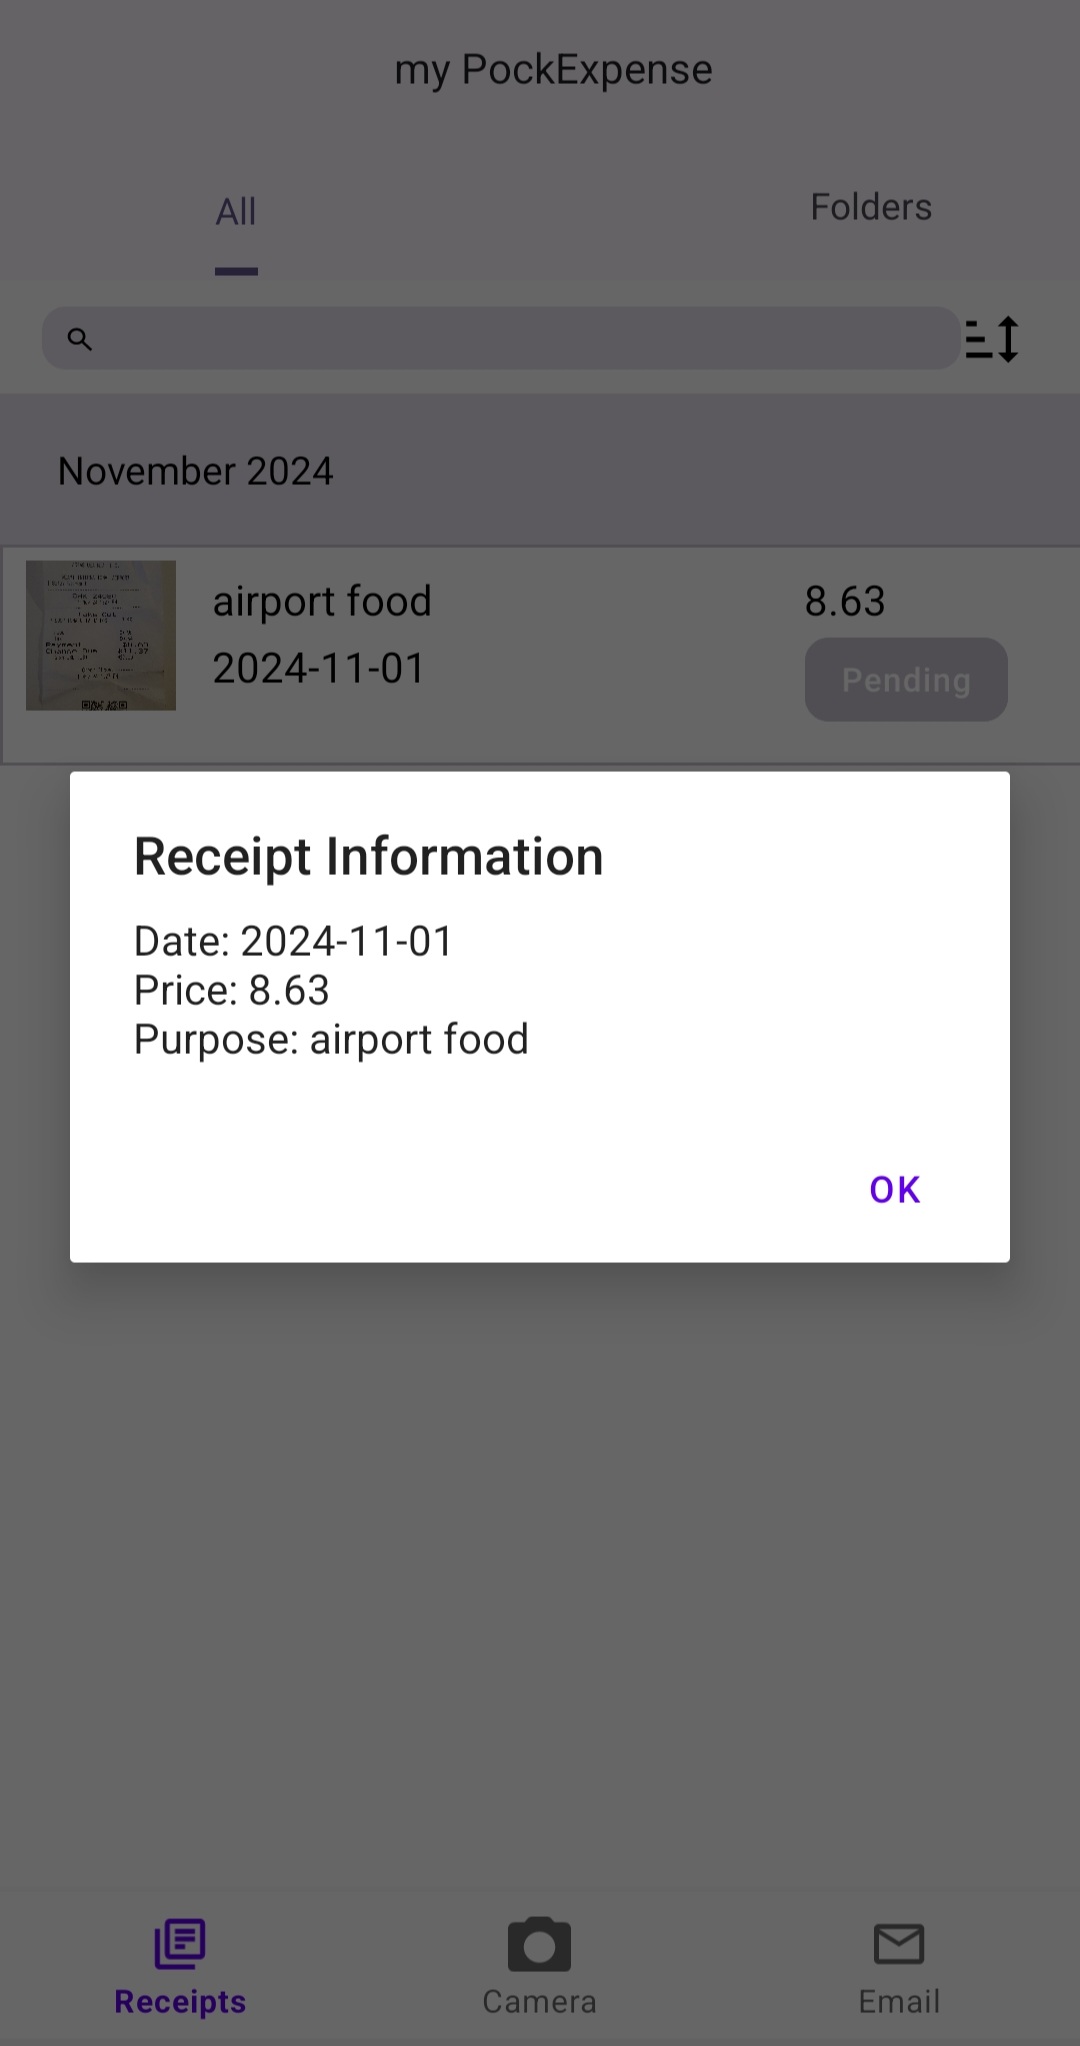 my PockExpense
All
Folders
November 2024
airport food
8.63
2024-11-01
Pending
Receipt Information
Date: 2024-11-01
Price: 8.63
Purpose: airport food
OK
Receipts
Camera
Email